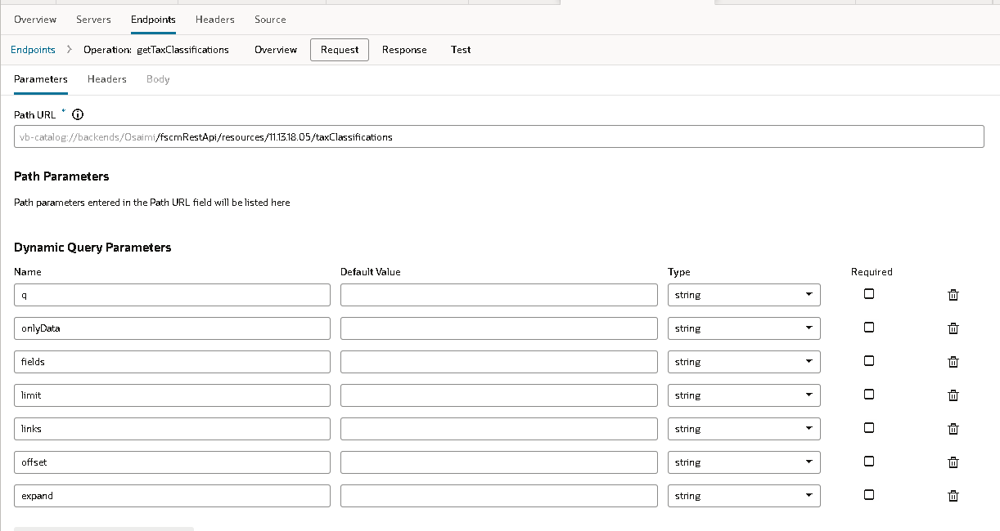 Overview Servers Endpoints Headers Source
Endpoints Operation: getTaxClassifications Overview Request Response Test
Parameters Headers Body
Path URL *
vb-catalog://backends/Osaimi/fscmRestApi/resources/11.13.18.05/taxClassifications
Path Parameters
Path parameters entered in the Path URL field will be listed here
Dynamic Query Parameters
Name Default Value Type Required
q string
onlyData string
fields string
limit string
links string
offset string
expand string